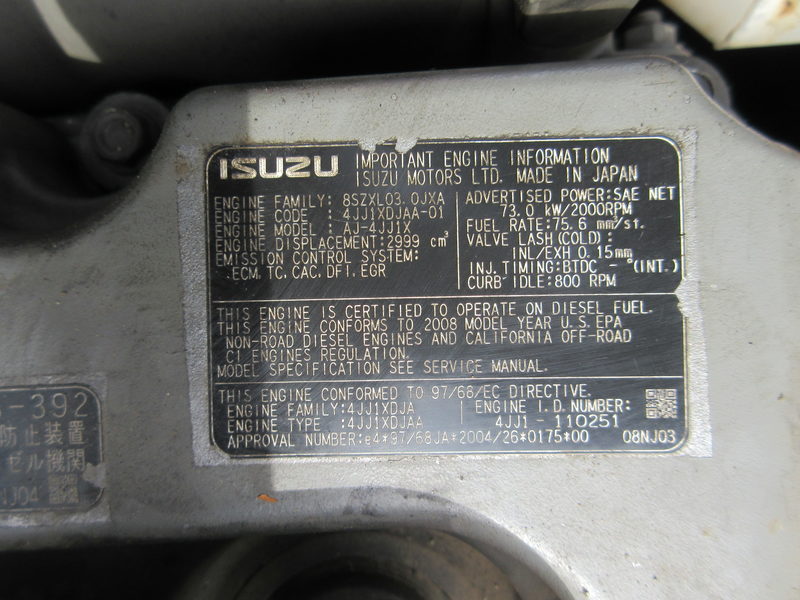 ISUZU IMPORTANT ENGINE INFORMATION
ISUZU MOTORS LTD. MADE IN JAPAN
ENGINE FAMILY: 8SZXL03.0JXA
ENGINE CODE : 4JJ1XDJAA-01
ENGINE MODEL : AJ-4JJ1X
ENGINE DISPLACEMENT: 2999 cm³
EMISSION CONTROL SYSTEM:
ECM. TC. CAC. DFI. EGR
ADVERTISED POWER: SAE NET
73.0 kW/2000RPM
FUEL RATE: 75.6 mm³/st.
VALVE LASH(COLD):
INL/EXH 0.15mm
INJ. TIMING: BTDC - °(INT.)
CURB IDLE: 800 RPM
THIS ENGINE IS CERTIFIED TO OPERATE ON DIESEL FUEL.
THIS ENGINE CONFORMS TO 2008 MODEL YEAR U.S. EPA
NON-ROAD DIESEL ENGINES AND CALIFORNIA OFF-ROAD
C1 ENGINES REGULATION.
MODEL SPECIFICATION SEE SERVICE MANUAL.
THIS ENGINE CONFORMED TO 97/68/EC DIRECTIVE.
ENGINE FAMILY: 4JJ1XDJA
ENGINE TYPE : 4JJ1XDJAA
ENGINE I.D. NUMBER:
4JJ1 - 110251
APPROVAL NUMBER: e4*97/68JA*2004/26*0175*00 08NJ03
-392
防止装置
ゼル機関
NJ04